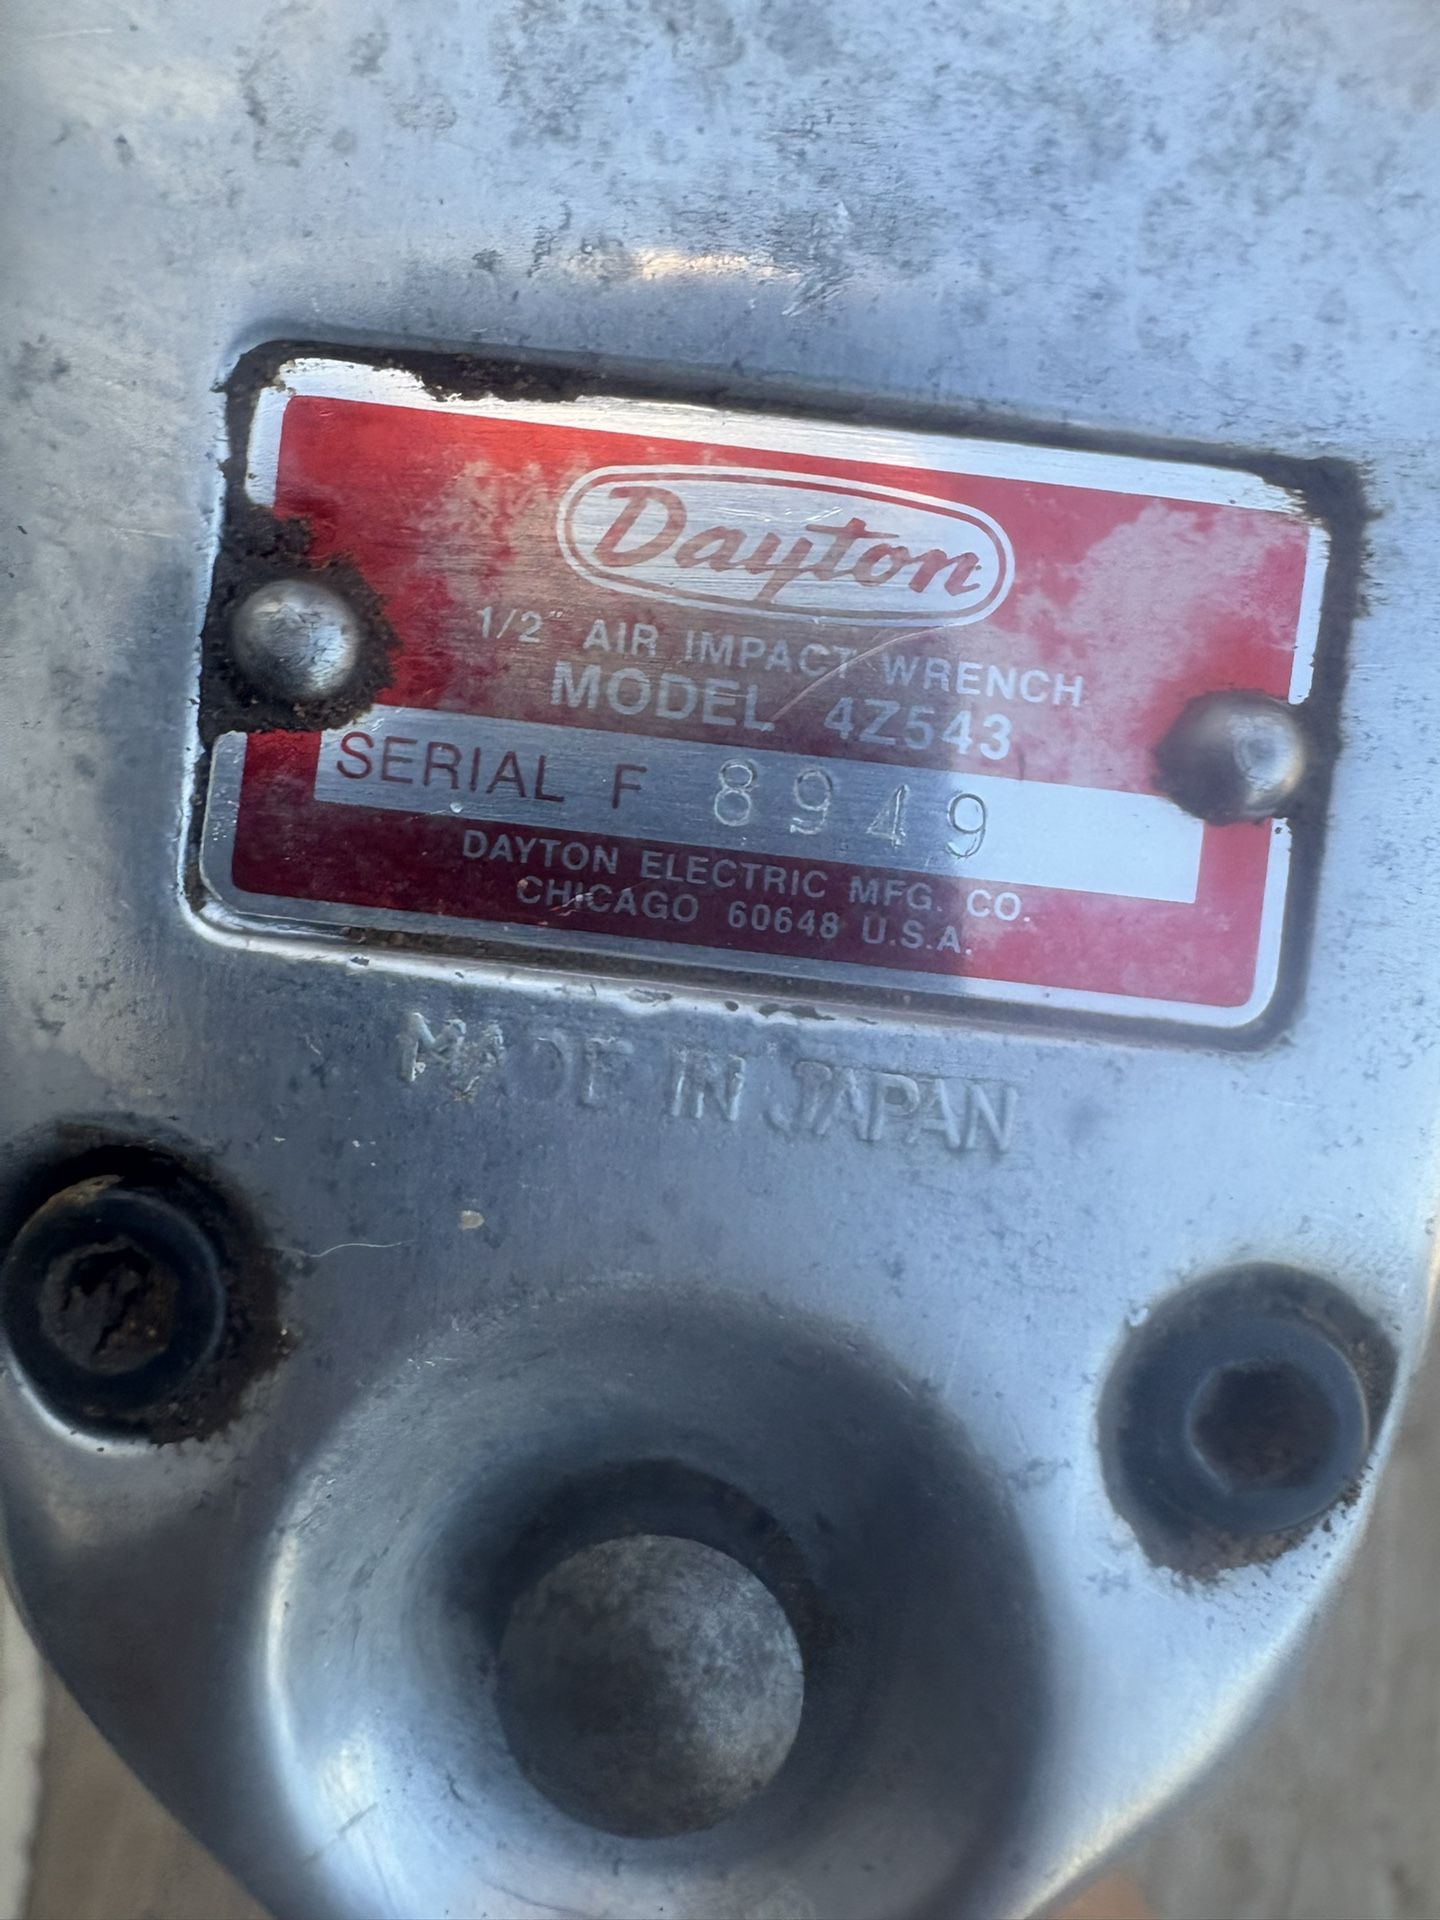 Dayton
1/2" AIR IMPACT WRENCH
MODEL 4Z543
SERIAL F 8949
DAYTON ELECTRIC MFG. CO.
CHICAGO 60648 U.S.A.
MADE IN JAPAN